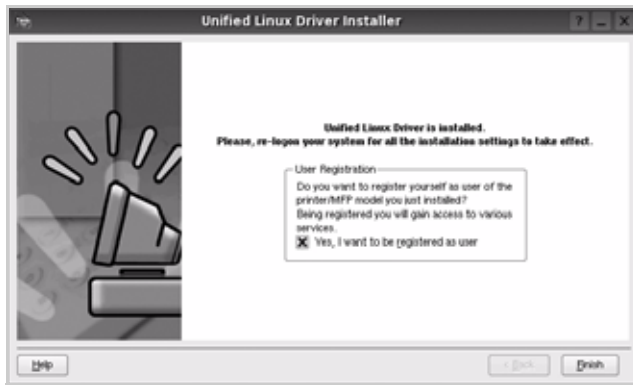 Unified Linux Driver Installer
Unified Linux Driver is installed.
Please, re-logon your system for all the installation settings to take effect.
User Registration
Do you want to register yourself as user of the
printer/MFP model you just installed?
Being registered you will gain access to various
services.
Yes, I want to be registered as user
Help
< Back
Finish